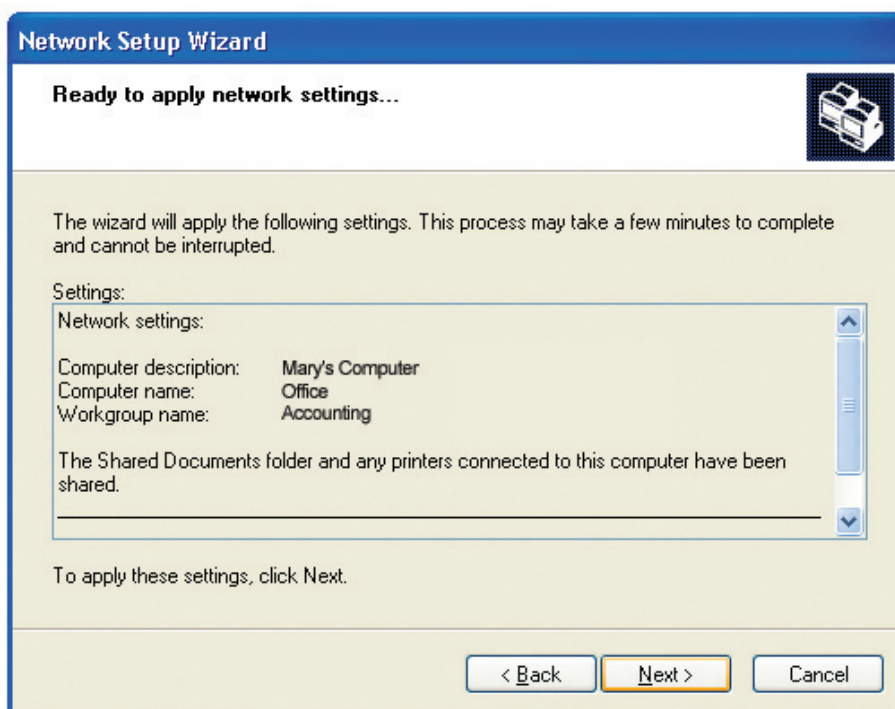 Network Setup Wizard
Ready to apply network settings...
The wizard will apply the following settings. This process may take a few minutes to complete
and cannot be interrupted.
Settings:
Network settings:
Computer description: Mary's Computer
Computer name: Office
Workgroup name: Accounting
The Shared Documents folder and any printers connected to this computer have been
shared.
To apply these settings, click Next.
< Back Next > Cancel